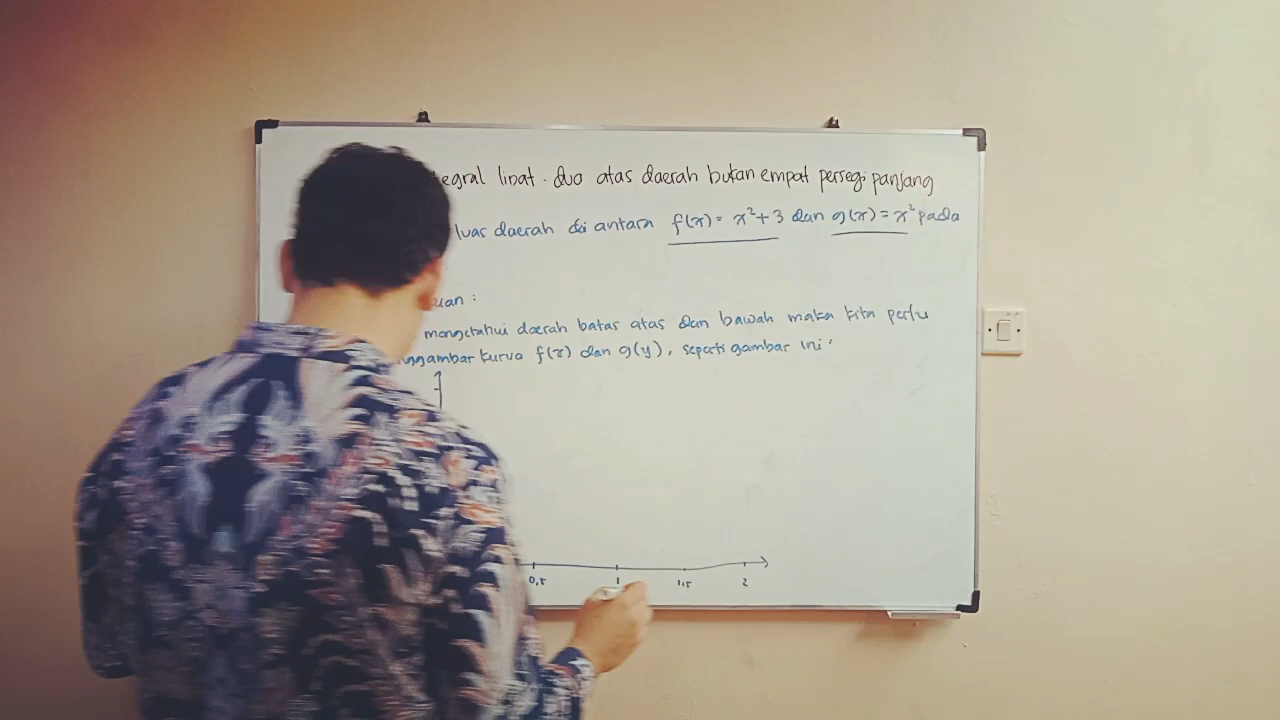 tegral lipat dua atas daerah bukan empat persegi panjang
luas daerah di antara f(x) = x²+3 dan g(x) = x² pada
uan :
mengetahui daerah batas atas dan bawah maka kita perlu
nggambar kurva f(x) dan g(y), seperti gambar ini :
0,5 1 1,5 2